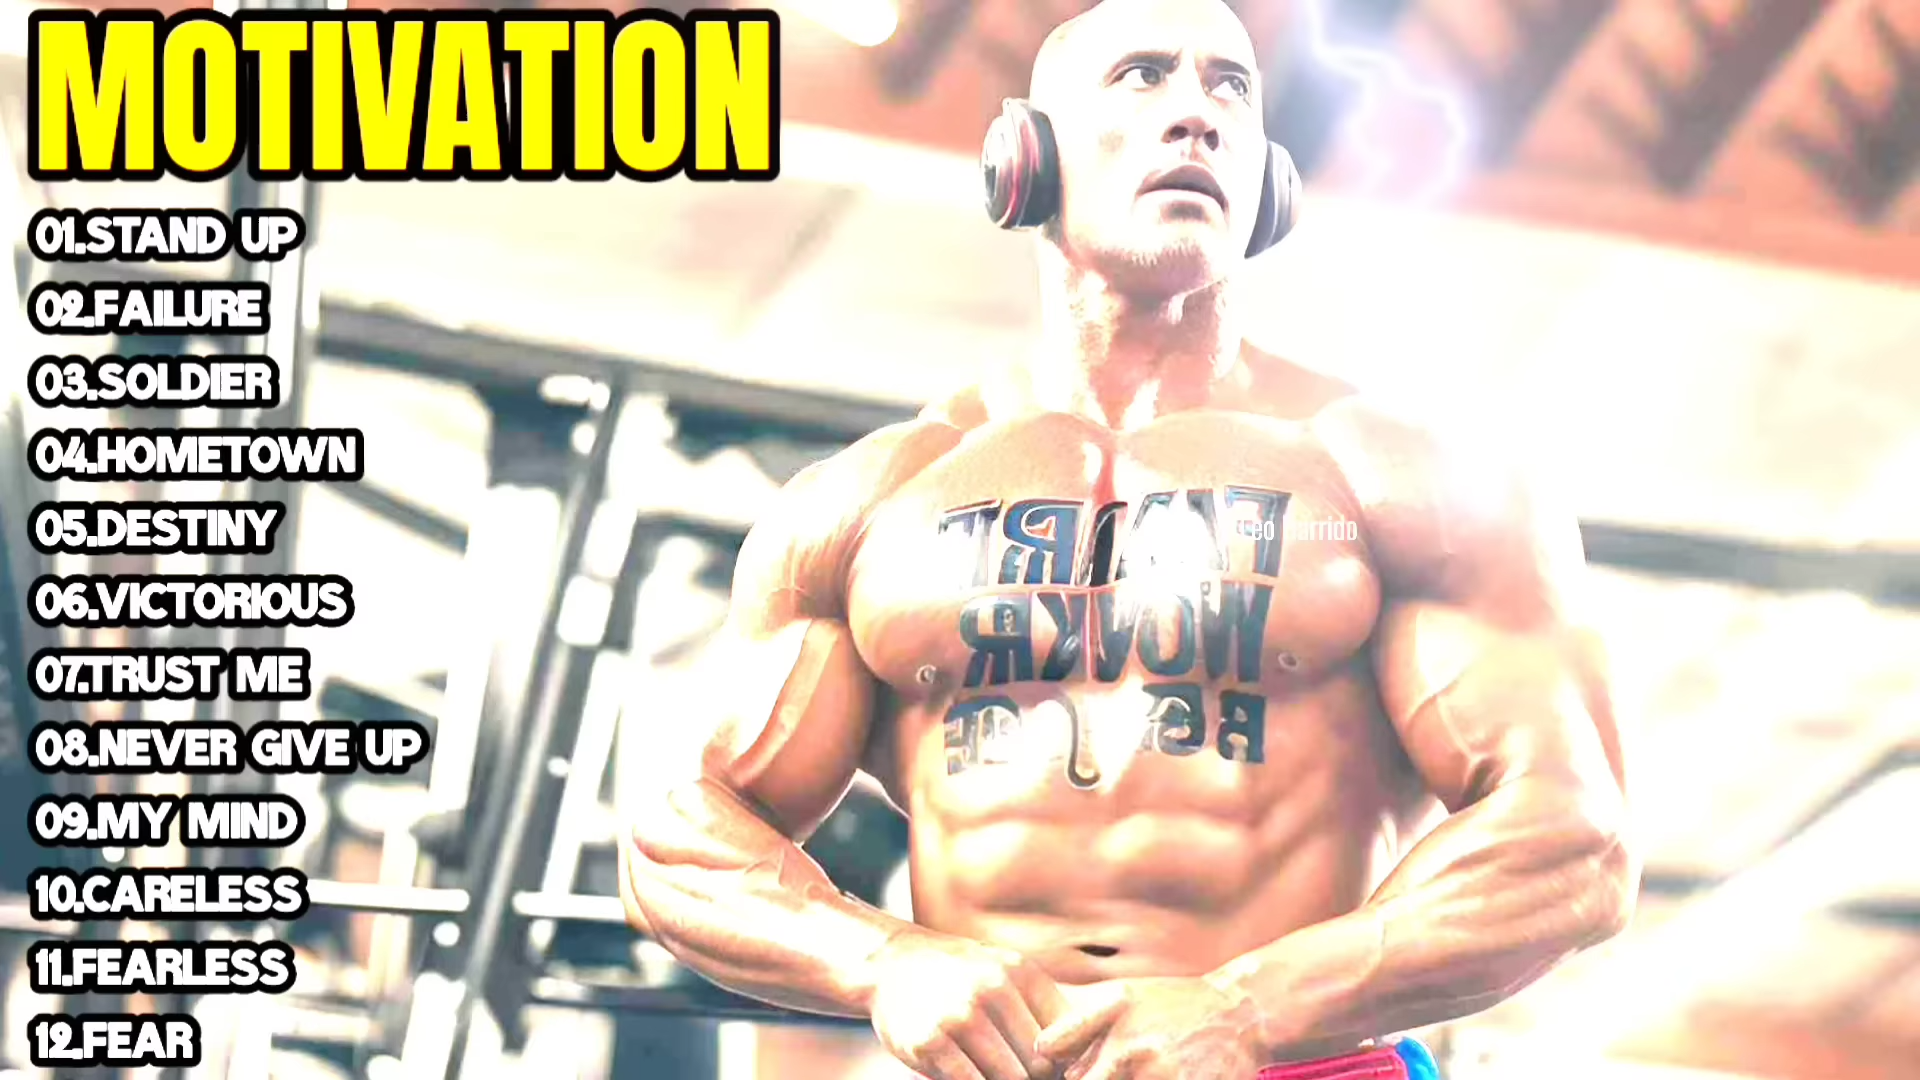 MOTIVATION
01.STAND UP
02.FAILURE
03.SOLDIER
04.HOMETOWN
05.DESTINY
06.VICTORIOUS
07.TRUST ME
08.NEVER GIVE UP
09.MY MIND
10.CARELESS
11.FEARLESS
12.FEAR